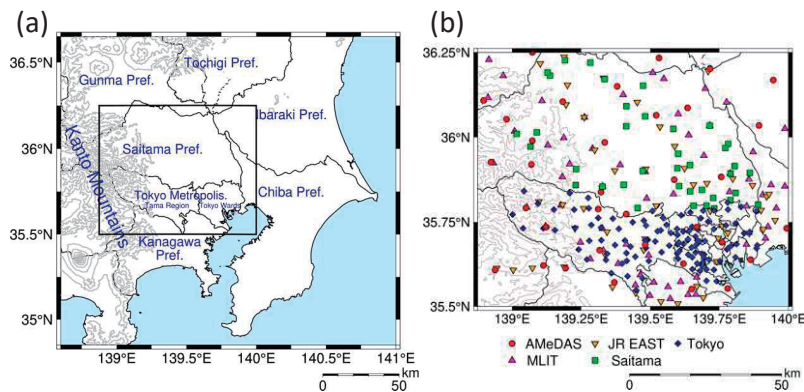 (a)
36.5°N
36°N
35.5°N
35°N
139°E
139.5°E
140°E
140.5°E
141°E
Tochigi Pref.
Gunma Pref.
Ibaraki Pref.
Saitama Pref.
Kanto Mountains
Tokyo Metropolis.
Tama Region
Tokyo Wards
Chiba Pref.
Kanagawa
Pref.
km
0
50
(b)
36.25°N
36°N
35.75°N
35.5°N
139°E
139.25°E
139.5°E
139.75°E
140°E
AMeDAS
JR EAST
Tokyo
MLIT
Saitama
km
0
50